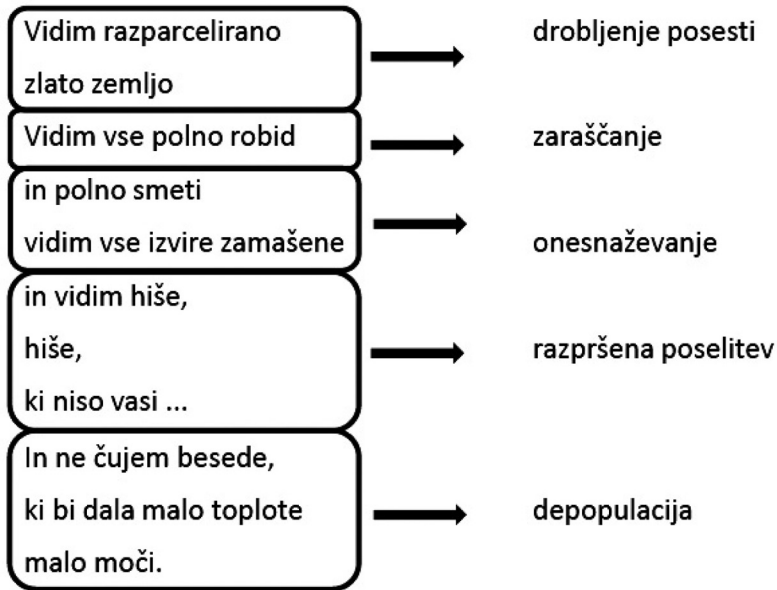 Vidim razparcelirano
zlato zemljo
drobljenje posesti
Vidim vse polno robid
zaraščanje
in polno smeti
vidim vse izvire zamašene
onesnaževanje
in vidim hiše,
hiše,
ki niso vasi ...
razpršena poselitev
In ne čujem besede,
ki bi dala malo toplote
malo moči.
depopulacija